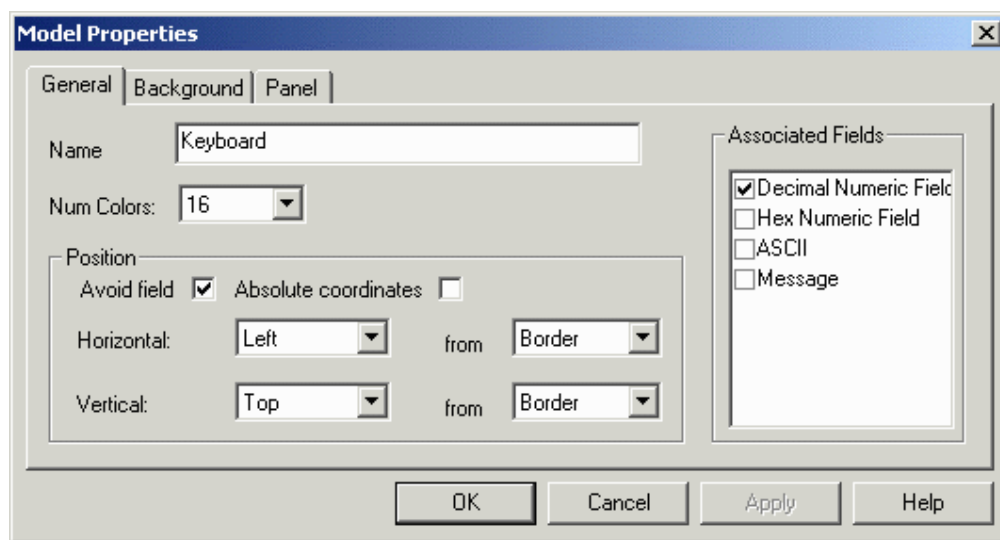 Model Properties
General Background Panel
Name Keyboard
Num Colors: 16
Position
Avoid field Absolute coordinates
Horizontal: Left from Border
Vertical: Top from Border
Associated Fields
Decimal Numeric Fielc
Hex Numeric Field
ASCII
Message
OK Cancel Apply Help